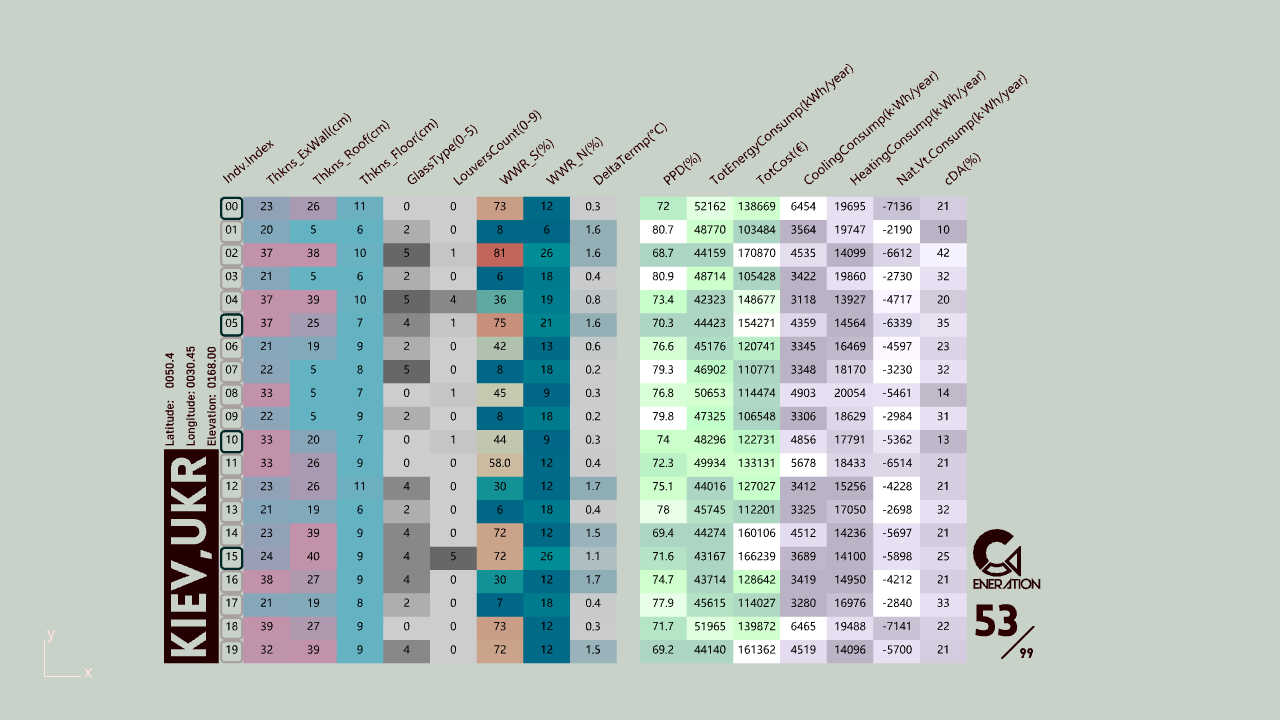 Indv.Index Thkns_ExWall(cm) Thkns_Roof(cm) Thkns_Floor(cm) GlassType(0-5) LouversCount(0-9) WWR_S(%) WWR_N(%) DeltaTermp(°C) PPD(%) TotEnergyConsump(kWh/year) TotCost(€) CoolingConsump(k·Wh/year) HeatingConsump(k·Wh/year) Nat.Vt.Consump(k·Wh/year) cDA(%)
00 23 26 11 0 0 73 12 0.3 72 52162 138669 6454 19695 -7136 21
01 20 5 6 2 0 8 6 1.6 80.7 48770 103484 3564 19747 -2190 10
02 37 38 10 5 1 81 26 1.6 68.7 44159 170870 4535 14099 -6612 42
03 21 5 6 2 0 6 18 0.4 80.9 48714 105428 3422 19860 -2730 32
04 37 39 10 5 4 36 19 0.8 73.4 42323 148677 3118 13927 -4717 20
05 37 25 7 4 1 75 21 1.6 70.3 44423 154271 4359 14564 -6339 35
06 21 19 9 2 0 42 13 0.6 76.6 45176 120741 3345 16469 -4597 23
07 22 5 8 5 0 8 18 0.2 79.3 46902 110771 3348 18170 -3230 32
08 33 5 7 0 1 45 9 0.3 76.8 50653 114474 4903 20054 -5461 14
09 22 5 9 2 0 8 18 0.2 79.8 47325 106548 3306 18629 -2984 31
10 33 20 7 0 1 44 9 0.3 74 48296 122731 4856 17791 -5362 13
11 33 26 9 0 0 58.0 12 0.4 72.3 49934 133131 5678 18433 -6514 21
12 23 26 11 4 0 30 12 1.7 75.1 44016 127027 3412 15256 -4228 21
13 21 19 6 2 0 6 18 0.4 78 45745 112201 3325 17050 -2698 32
14 23 39 9 4 0 72 12 1.5 69.4 44274 160106 4512 14236 -5697 21
15 24 40 9 4 5 72 26 1.1 71.6 43167 166239 3689 14100 -5898 25
16 38 27 9 4 0 30 12 1.7 74.7 43714 128642 3419 14950 -4212 21
17 21 19 8 2 0 7 18 0.4 77.9 45615 114027 3280 16976 -2840 33
18 39 27 9 0 0 73 12 0.3 71.7 51965 139872 6465 19488 -7141 22
19 32 39 9 4 0 72 12 1.5 69.2 44140 161362 4519 14096 -5700 21
KIEV,UKR
Latitude: 0050.4
Longitude: 0030.45
Elevation: 0168.00
G
ENERATION
53/99
y
x